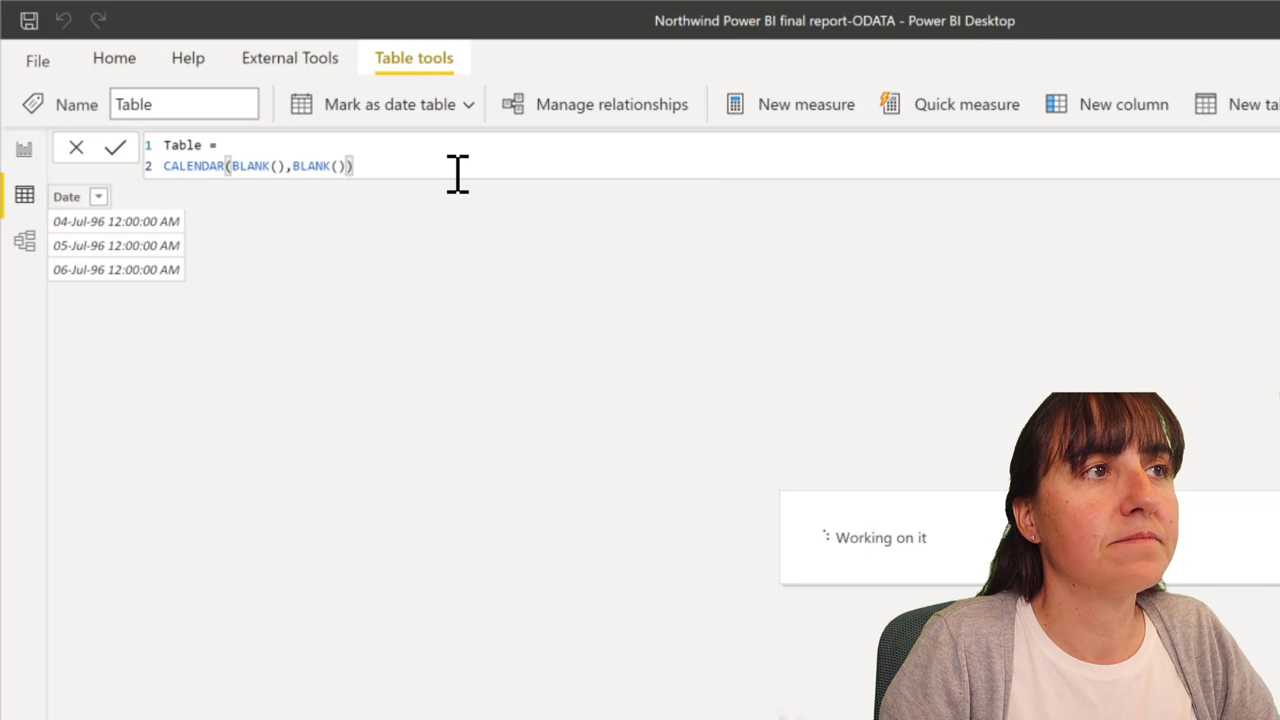 Northwind Power BI final report-ODATA - Power BI Desktop
File Home Help External Tools Table tools
Name Table Mark as date table Manage relationships New measure Quick measure New column New ta
1 Table =
2 CALENDAR(BLANK(),BLANK())
Date
04-Jul-96 12:00:00 AM
05-Jul-96 12:00:00 AM
06-Jul-96 12:00:00 AM
Working on it